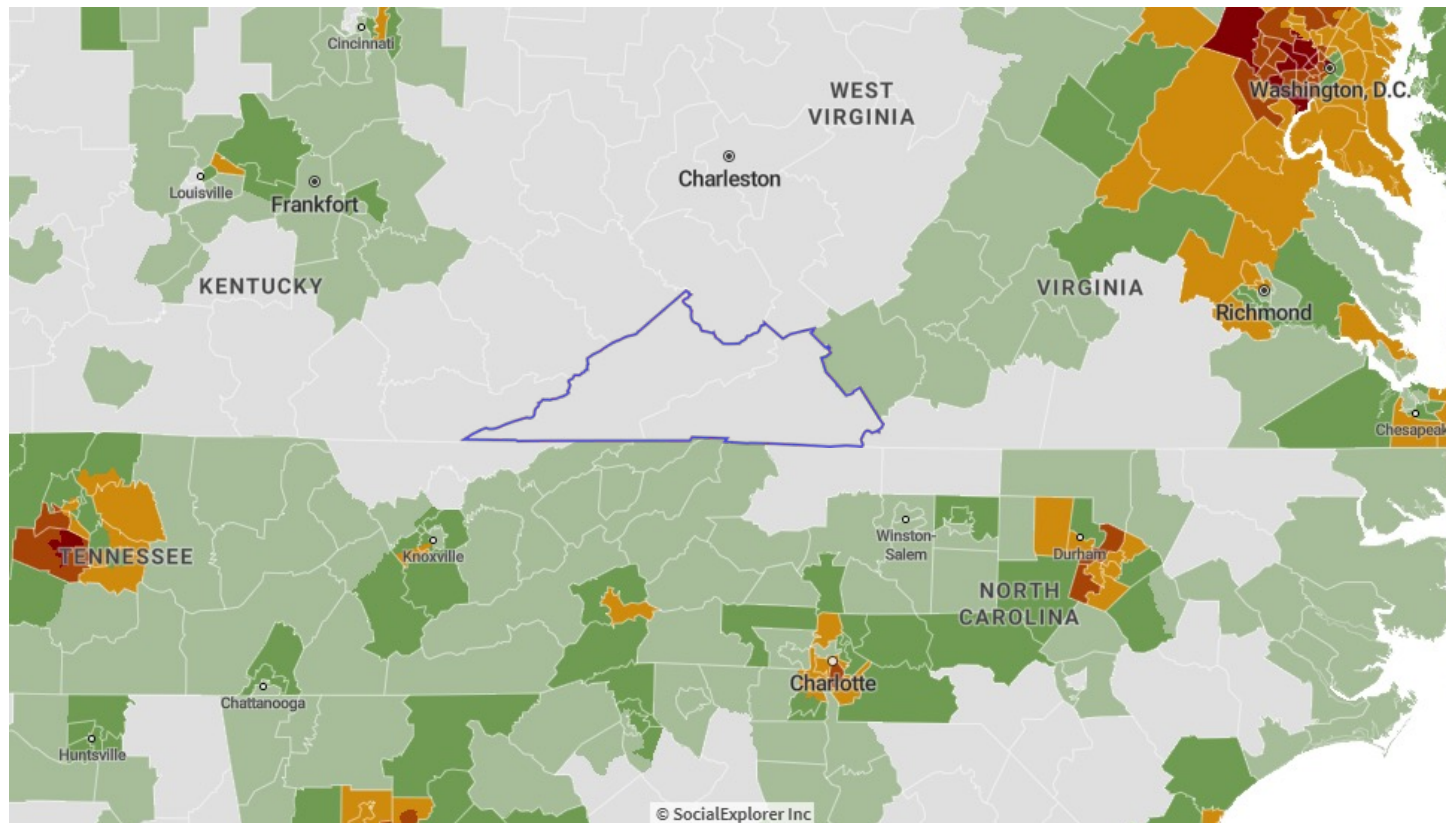 Cincinnati
WEST
VIRGINIA
Washington, D.C.
Charleston
Louisville
Frankfort
KENTUCKY
VIRGINIA
Richmond
Chesapeak
TENNESSEE
Knoxville
Winston-
Salem
Durham
NORTH
CAROLINA
Charlotte
Chattanooga
Huntsville
© SocialExplorer Inc